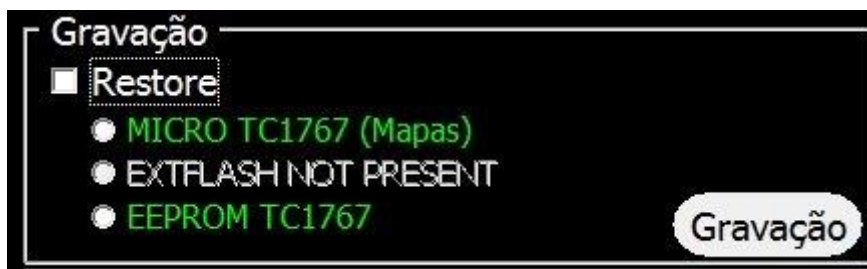 Gravação
Restore
MICRO TC1767 (Mapas)
EXTFLASH NOT PRESENT
EEPROM TC1767
Gravação